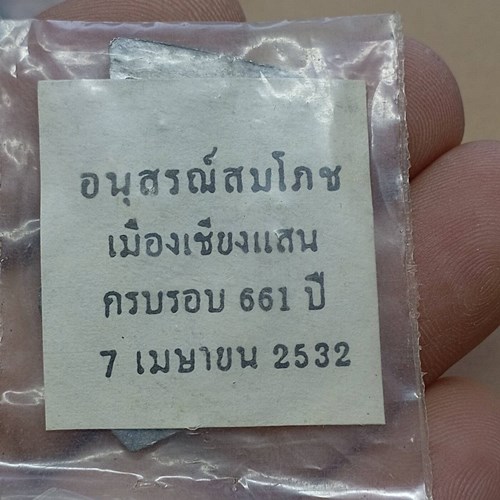 อนุสรณ์สมโภช
เมืองเชียงแสน
ครบรอบ 661 ปี
7 เมษายน 2532